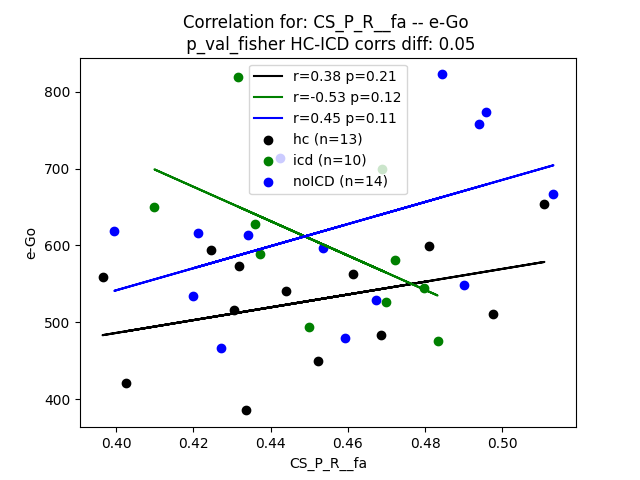 Correlation for: CS_P_R__fa -- e-Go
p_val_fisher HC-ICD corrs diff: 0.05
r=0.38 p=0.21
r=-0.53 p=0.12
r=0.45 p=0.11
hc (n=13)
icd (n=10)
noICD (n=14)
800
700
600
500
400
e-Go
0.40 0.42 0.44 0.46 0.48 0.50
CS_P_R__fa